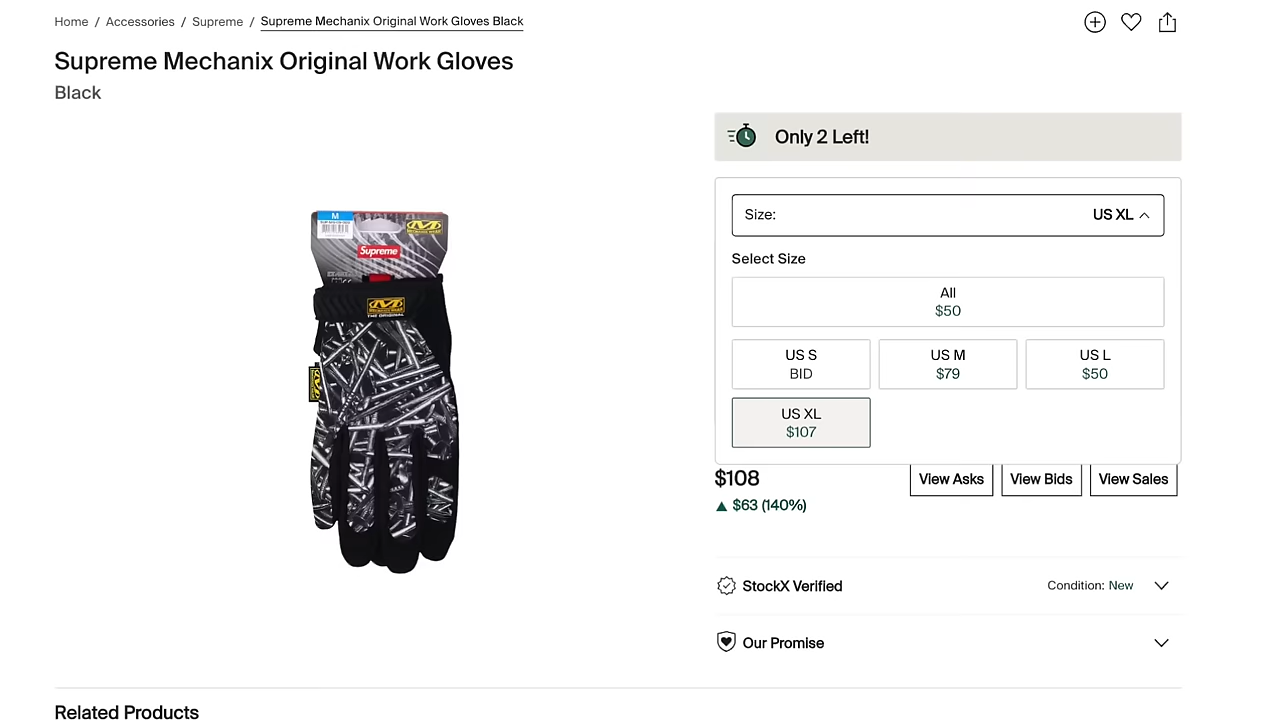 Home / Accessories / Supreme / Supreme Mechanix Original Work Gloves Black
Supreme Mechanix Original Work Gloves
Black
Only 2 Left!
M
Supreme
THE ORIGINAL
Size:
US XL
Select Size
All
$50
US S
BID
US M
$79
US L
$50
US XL
$107
$108
$63 (140%)
View Asks
View Bids
View Sales
StockX Verified
Condition: New
Our Promise
Related Products